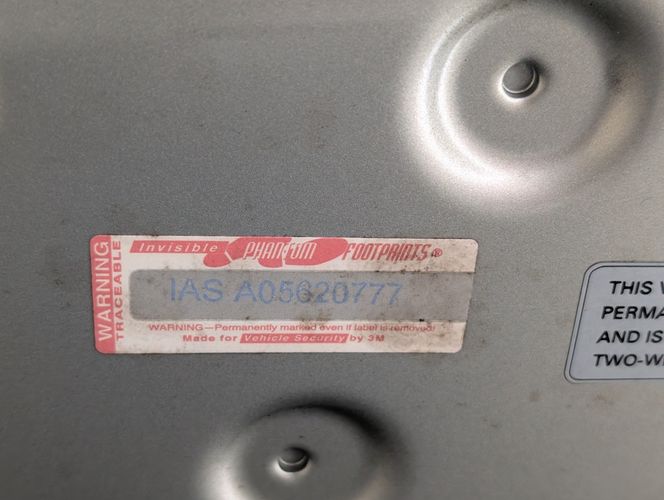 WARNING
TRACEABLE
Invisible PHANTOM FOOTPRINTS®
IAS A05620777
WARNING—Permanently marked even if label is removed!
Made for Vehicle Security by 3M
THIS V
PERMA
AND IS
TWO-W